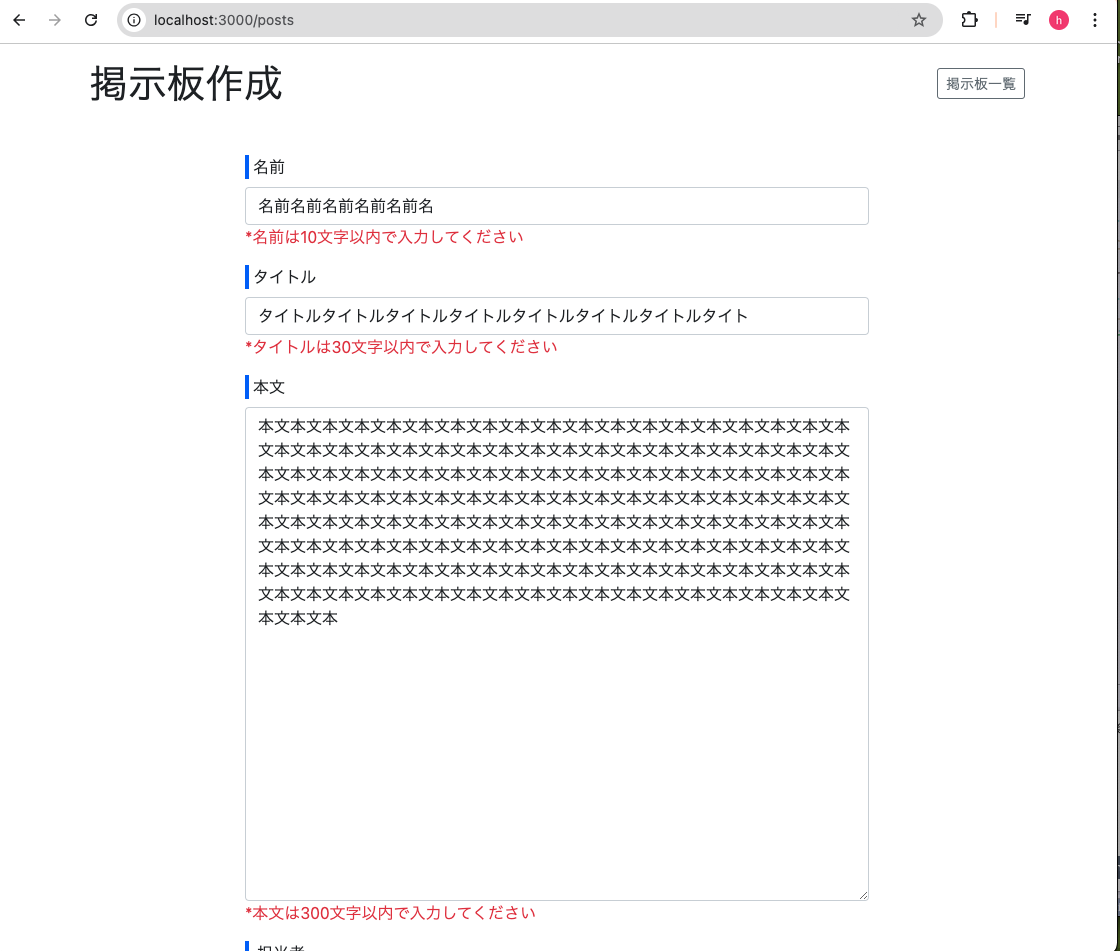 localhost:3000/posts
h
掲示板作成
掲示板一覧
名前
名前名前名前名前名前名
*名前は10文字以内で入力してください
タイトル
タイトルタイトルタイトルタイトルタイトルタイトルタイトルタイト
*タイトルは30文字以内で入力してください
本文
本文本文本文本文本文本文本文本文本文本文本文本文本文本文本文本文本文本文本
文本文本文本文本文本文本文本文本文本文本文本文本文本文本文本文本文本文本文
本文本文本文本文本文本文本文本文本文本文本文本文本文本文本文本文本文本文本
文本文本文本文本文本文本文本文本文本文本文本文本文本文本文本文本文本文本文
本文本文本文本文本文本文本文本文本文本文本文本文本文本文本文本文本文本文本
文本文本文本文本文本文本文本文本文本文本文本文本文本文本文本文本文本文本文
本文本文本文本文本文本文本文本文本文本文本文本文本文本文本文本文本文本文本
文本文本文本文本文本文本文本文本文本文本文本文本文本文本文本文本文本文本文
本文本文本
*本文は300文字以内で入力してください
担当者